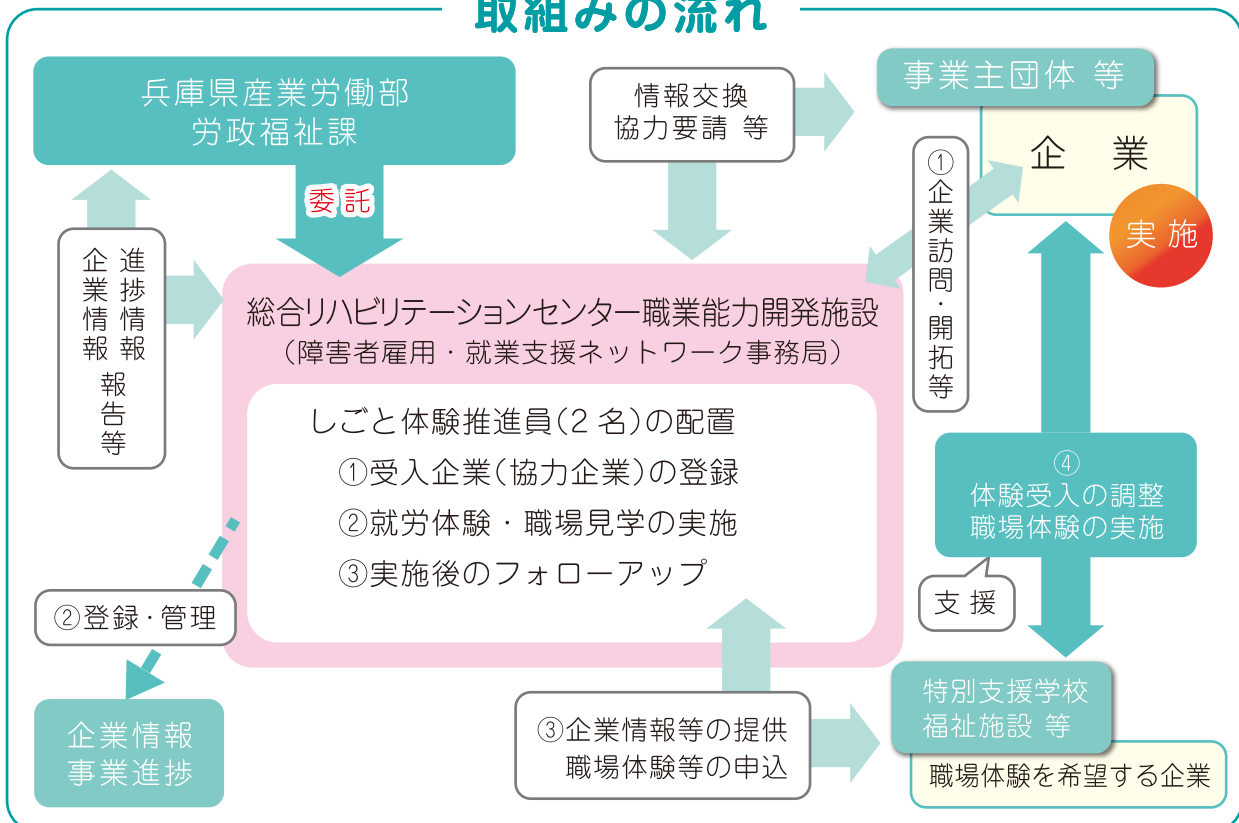 取組みの流れ
兵庫県産業労働部
労政福祉課
委託
情報交換
協力要請 等
事業主団体 等
企 業
実施
①企業訪問・開拓等
進捗情報
企業情報
報告等
総合リハビリテーションセンター職業能力開発施設
（障害者雇用・就業支援ネットワーク事務局）
しごと体験推進員(2 名)の配置
①受入企業(協力企業)の登録
②就労体験・職場見学の実施
③実施後のフォローアップ
④
体験受入の調整
職場体験の実施
支援
②登録・管理
企業情報
事業進捗
③企業情報等の提供
職場体験等の申込
特別支援学校
福祉施設 等
職場体験を希望する企業